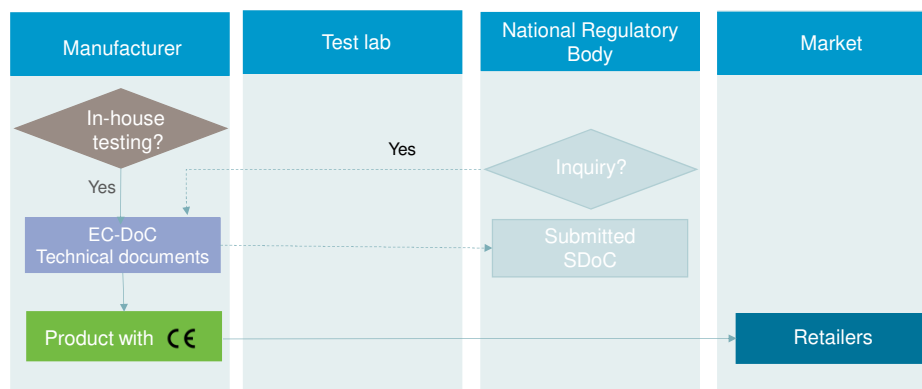 Manufacturer
Test lab
National Regulatory
Body
Market
In-house
testing?
Yes
Inquiry?
Yes
EC-DoC
Technical documents
Submitted
SDoC
Product with CE
Retailers